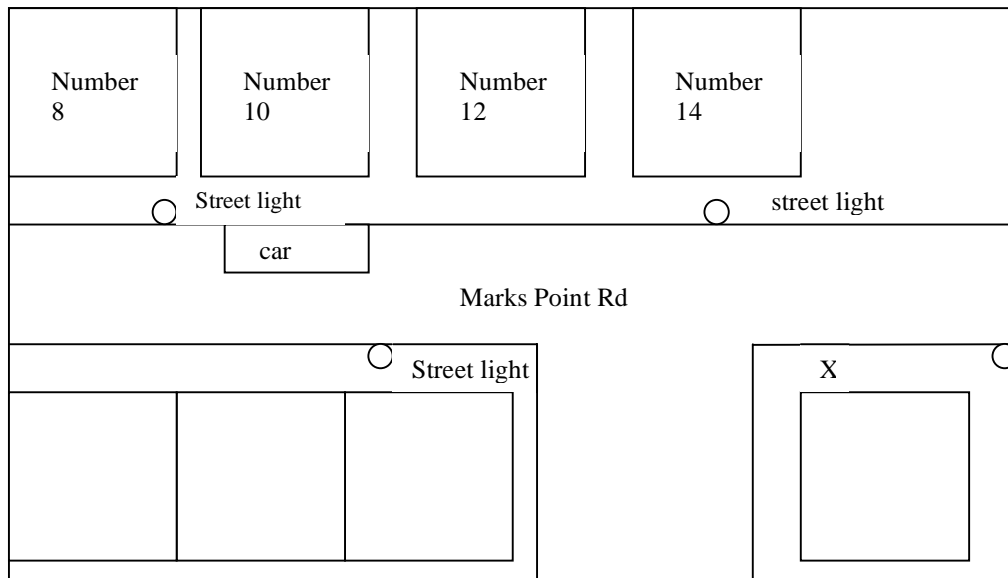 Number
8
Number
10
Number
12
Number
14
Street light
street light
car
Marks Point Rd
Street light
X